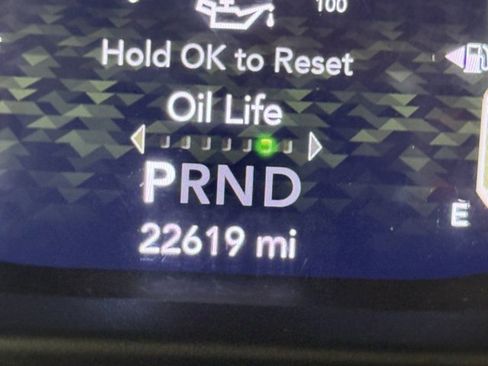 100
Hold OK to Reset
Oil Life
PRND
E
22619 mi